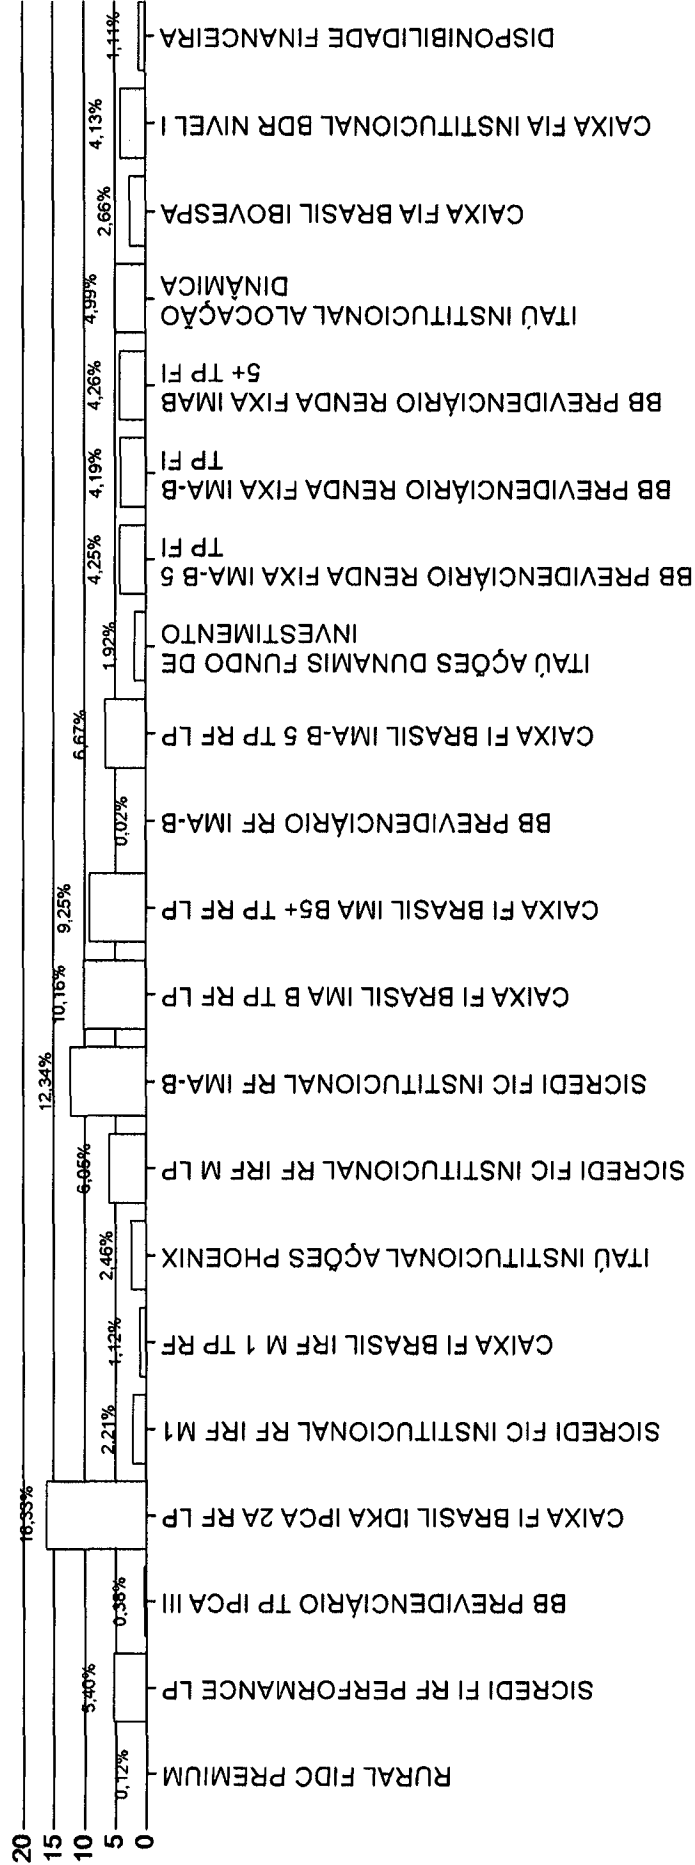 20
15
10
5
0
0,12%
5,40%
0,38%
16,33%
2,21%
1,12%
2,46%
6,05%
12,34%
10,16%
9,25%
0,02%
6,67%
1,92%
4,25%
4,19%
4,26%
4,99%
2,66%
4,13%
1,11%
RURAL FIDC PREMIUM
SICREDI FI RF PERFORMANCE LP
BB PREVIDENCIÁRIO TP IPCA III
CAIXA FI BRASIL IDKA IPCA 2A RF LP
SICREDI FIC INSTITUCIONAL RF IRF M1
CAIXA FI BRASIL IRF M 1 TP RF
ITAÚ INSTITUCIONAL AÇÕES PHOENIX
SICREDI FIC INSTITUCIONAL RF IRF M LP
SICREDI FIC INSTITUCIONAL RF IMA-B
CAIXA FI BRASIL IMA B TP RF LP
CAIXA FI BRASIL IMA B5+ TP RF LP
BB PREVIDENCIÁRIO RF IMA-B
CAIXA FI BRASIL IMA-B 5 TP RF LP
ITAÚ AÇÕES DUNAMIS FUNDO DE
INVESTIMENTO
BB PREVIDENCIÁRIO RENDA FIXA IMA-B 5
TP FI
BB PREVIDENCIÁRIO RENDA FIXA IMA-B
TP FI
BB PREVIDENCIÁRIO RENDA FIXA IMAB
5+ TP FI
ITAÚ INSTITUCIONAL ALOCAÇÃO
DINÂMICA
CAIXA FIA BRASIL IBOVESPA
CAIXA FIA INSTITUCIONAL BDR NIVEL I
DISPONIBILIDADE FINANCEIRA